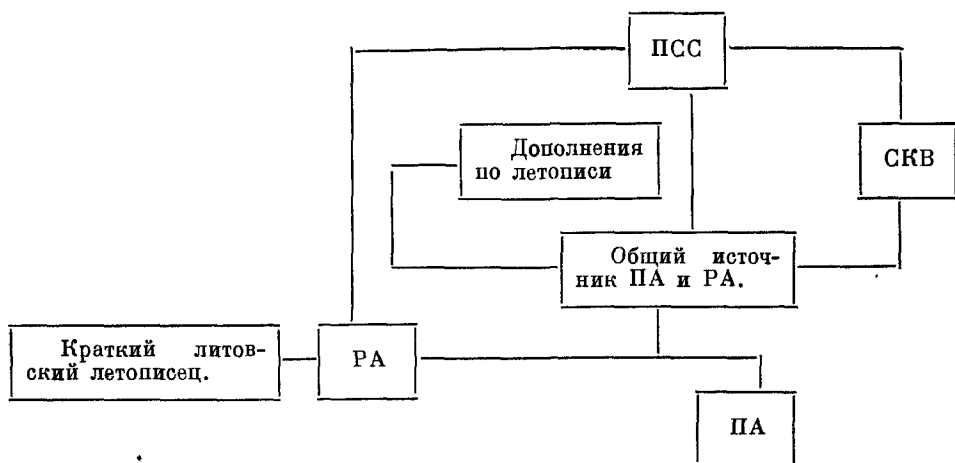 ПСС
Дополнения
по летописи
СКВ
Общий источ-
ник ПА и РА.
Краткий литов-
ский летописец.
РА
ПА